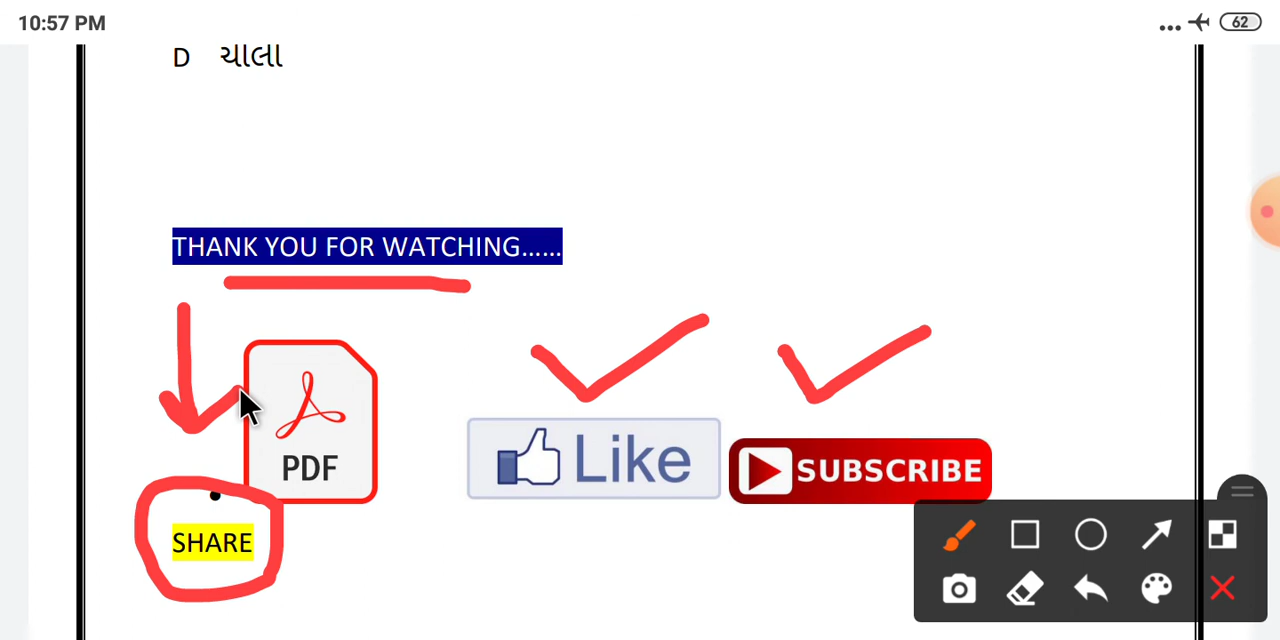 10:57 PM
62
D ચાલા
THANK YOU FOR WATCHING......
PDF
Like
SUBSCRIBE
SHARE